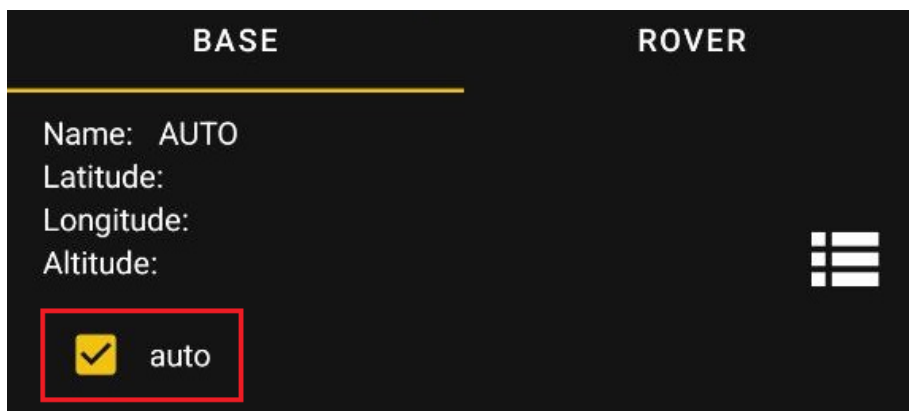 BASE ROVER
Name: AUTO
Latitude:
Longitude:
Altitude:
auto